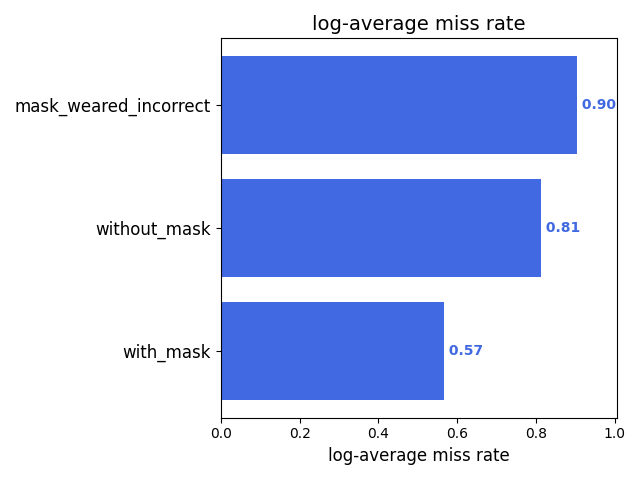 log-average miss rate
mask_weared_incorrect
0.90
without_mask
0.81
with_mask
0.57
0.0 0.2 0.4 0.6 0.8 1.0
log-average miss rate